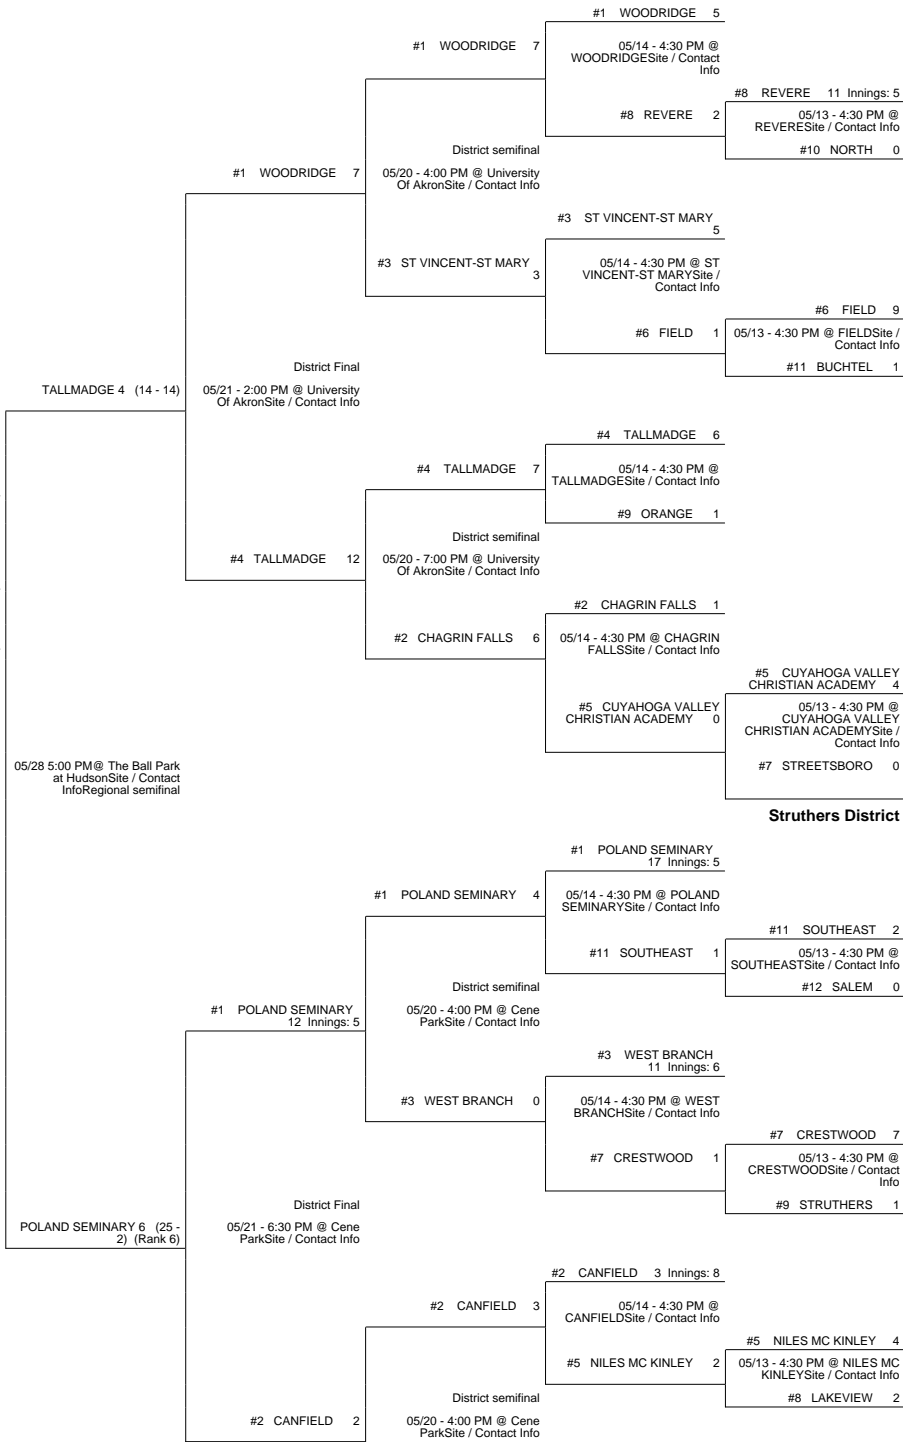 #1 WOODRIDGE 5
#1 WOODRIDGE 7
05/14 - 4:30 PM @
WOODRIDGESite / Contact
Info
#8 REVERE 11 Innings: 5
#8 REVERE 2
05/13 - 4:30 PM @
REVERESite / Contact Info
#10 NORTH 0
District semifinal
#1 WOODRIDGE 7
05/20 - 4:00 PM @ University
Of AkronSite / Contact Info
#3 ST VINCENT-ST MARY
5
#3 ST VINCENT-ST MARY
3
05/14 - 4:30 PM @ ST
VINCENT-ST MARYSite /
Contact Info
#6 FIELD 9
#6 FIELD 1
05/13 - 4:30 PM @ FIELDSite /
Contact Info
#11 BUCHTEL 1
District Final
TALLMADGE 4 (14 - 14)
05/21 - 2:00 PM @ University
Of AkronSite / Contact Info
#4 TALLMADGE 6
#4 TALLMADGE 7
05/14 - 4:30 PM @
TALLMADGESite / Contact Info
#9 ORANGE 1
District semifinal
#4 TALLMADGE 12
05/20 - 7:00 PM @ University
Of AkronSite / Contact Info
#2 CHAGRIN FALLS 1
#2 CHAGRIN FALLS 6
05/14 - 4:30 PM @ CHAGRIN
FALLSSite / Contact Info
#5 CUYAHOGA VALLEY
CHRISTIAN ACADEMY 4
#5 CUYAHOGA VALLEY
CHRISTIAN ACADEMY 0
05/13 - 4:30 PM @
CUYAHOGA VALLEY
CHRISTIAN ACADEMYSite /
Contact Info
#7 STREETSBORO 0
05/28 5:00 PM@ The Ball Park
at HudsonSite / Contact
InfoRegional semifinal
Struthers District
#1 POLAND SEMINARY
17 Innings: 5
#1 POLAND SEMINARY 4
05/14 - 4:30 PM @ POLAND
SEMINARYSite / Contact Info
#11 SOUTHEAST 2
#11 SOUTHEAST 1
05/13 - 4:30 PM @
SOUTHEASTSite / Contact Info
#12 SALEM 0
District semifinal
#1 POLAND SEMINARY
12 Innings: 5
05/20 - 4:00 PM @ Cene
ParkSite / Contact Info
#3 WEST BRANCH
11 Innings: 6
#3 WEST BRANCH 0
05/14 - 4:30 PM @ WEST
BRANCHSite / Contact Info
#7 CRESTWOOD 7
#7 CRESTWOOD 1
05/13 - 4:30 PM @
CRESTWOODSite / Contact
Info
#9 STRUTHERS 1
District Final
POLAND SEMINARY 6 (25 -
2) (Rank 6)
05/21 - 6:30 PM @ Cene
ParkSite / Contact Info
#2 CANFIELD 3 Innings: 8
#2 CANFIELD 3
05/14 - 4:30 PM @
CANFIELDSite / Contact Info
#5 NILES MC KINLEY 4
#5 NILES MC KINLEY 2
05/13 - 4:30 PM @ NILES MC
KINLEYSite / Contact Info
#8 LAKEVIEW 2
District semifinal
#2 CANFIELD 2
05/20 - 4:00 PM @ Cene
ParkSite / Contact Info